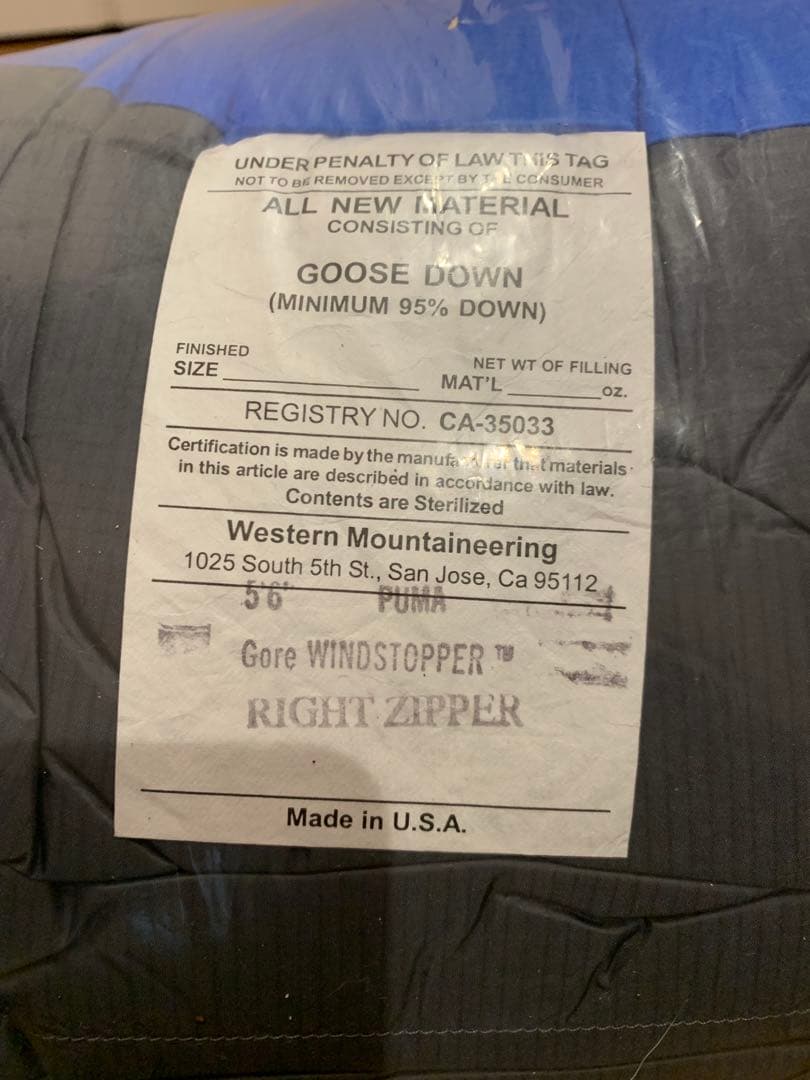 UNDER PENALTY OF LAW THIS TAG
NOT TO BE REMOVED EXCEPT BY THE CONSUMER
ALL NEW MATERIAL
CONSISTING OF
GOOSE DOWN
(MINIMUM 95% DOWN)
FINISHED
SIZE
NET WT OF FILLING
MAT'L oz.
REGISTRY NO. CA-35033
Certification is made by the manufacturer that materials
in this article are described in accordance with law.
Contents are Sterilized
Western Mountaineering
1025 South 5th St., San Jose, Ca 95112
5'6" PUMA
Gore WINDSTOPPER™
RIGHT ZIPPER
Made in U.S.A.